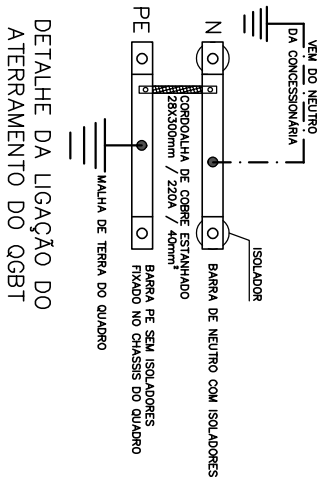 VEM DO NEUTRO
DA CONCESSIONÁRIA
ISOLADOR
N
BARRA DE NEUTRO COM ISOLADORES
CORDOALHA DE COBRE ESTANHADO
28X300mm / 220A / 40mm²
PE
BARRA PE SEM ISOLADORES
FIXADO NO CHASSIS DO QUADRO
MALHA DE TERRA DO QUADRO
DETALHE DA LIGAÇÃO DO
ATERRAMENTO DO QGBT